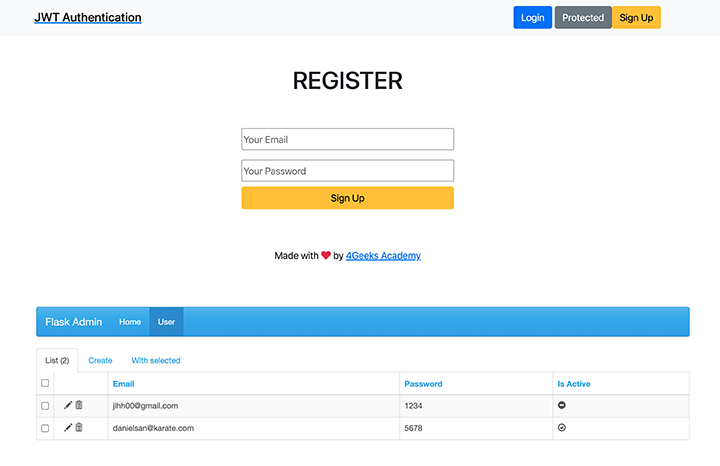 JWT Authentication Login Protected Sign Up
REGISTER
Your Email
Your Password
Sign Up
Made with ❤ by 4Geeks Academy
Flask Admin Home User
List (2) Create With selected
Email Password Is Active
jlhh00@gmail.com 1234
danielsan@karate.com 5678